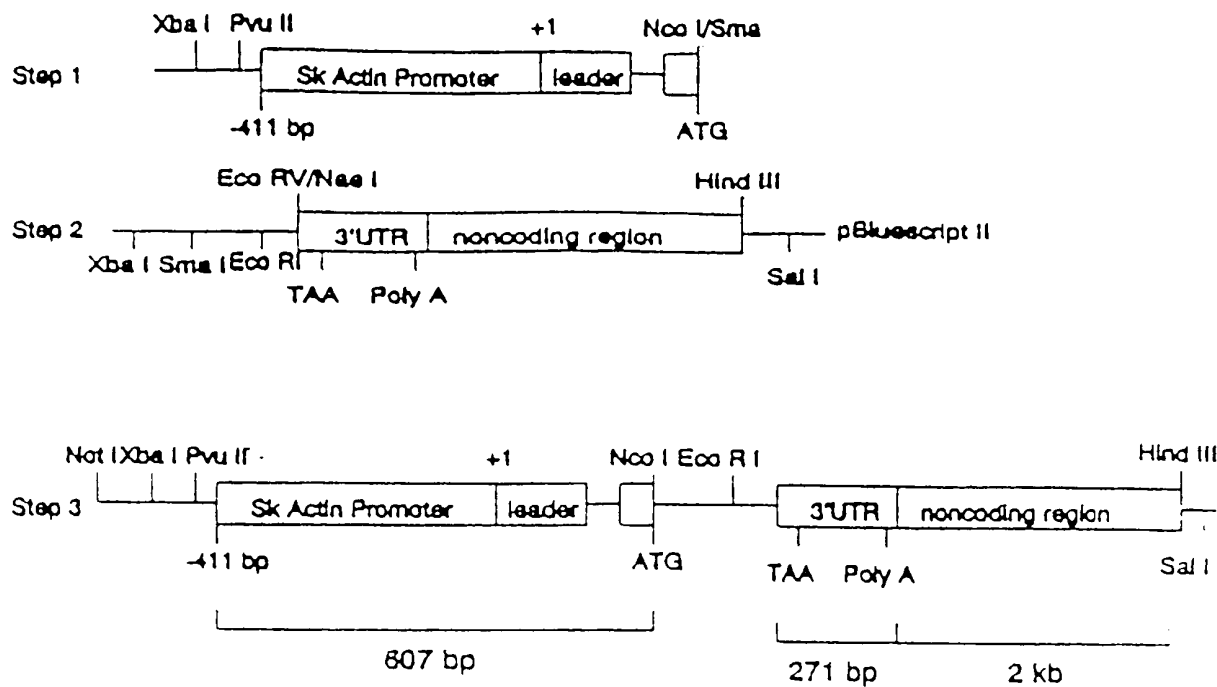 Xba I Pvu II +1 Nco I/Sma
Step 1 Sk Actin Promoter leader
-411 bp ATG
Eco RV/Nae I Hind III
Step 2 3'UTR noncoding region pBluescript II
Xba I Sma I Eco RI Sal I
TAA Poly A
Not I Xba I Pvu II +1 Nco I Eco R I Hind III
Step 3 Sk Actin Promoter leader 3'UTR noncoding region
-411 bp ATG TAA Poly A Sal I
607 bp 271 bp 2 kb